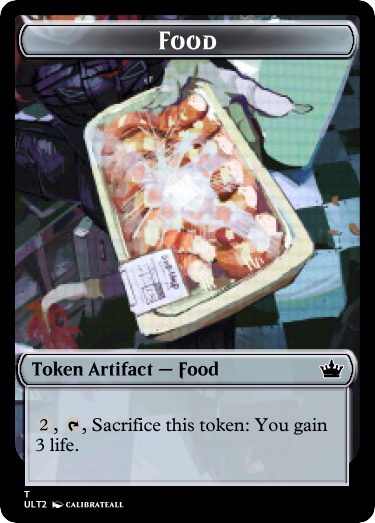 Food
Token Artifact — Food
2, T, Sacrifice this token: You gain
3 life.
T
ULT2 CALIBRATEALL